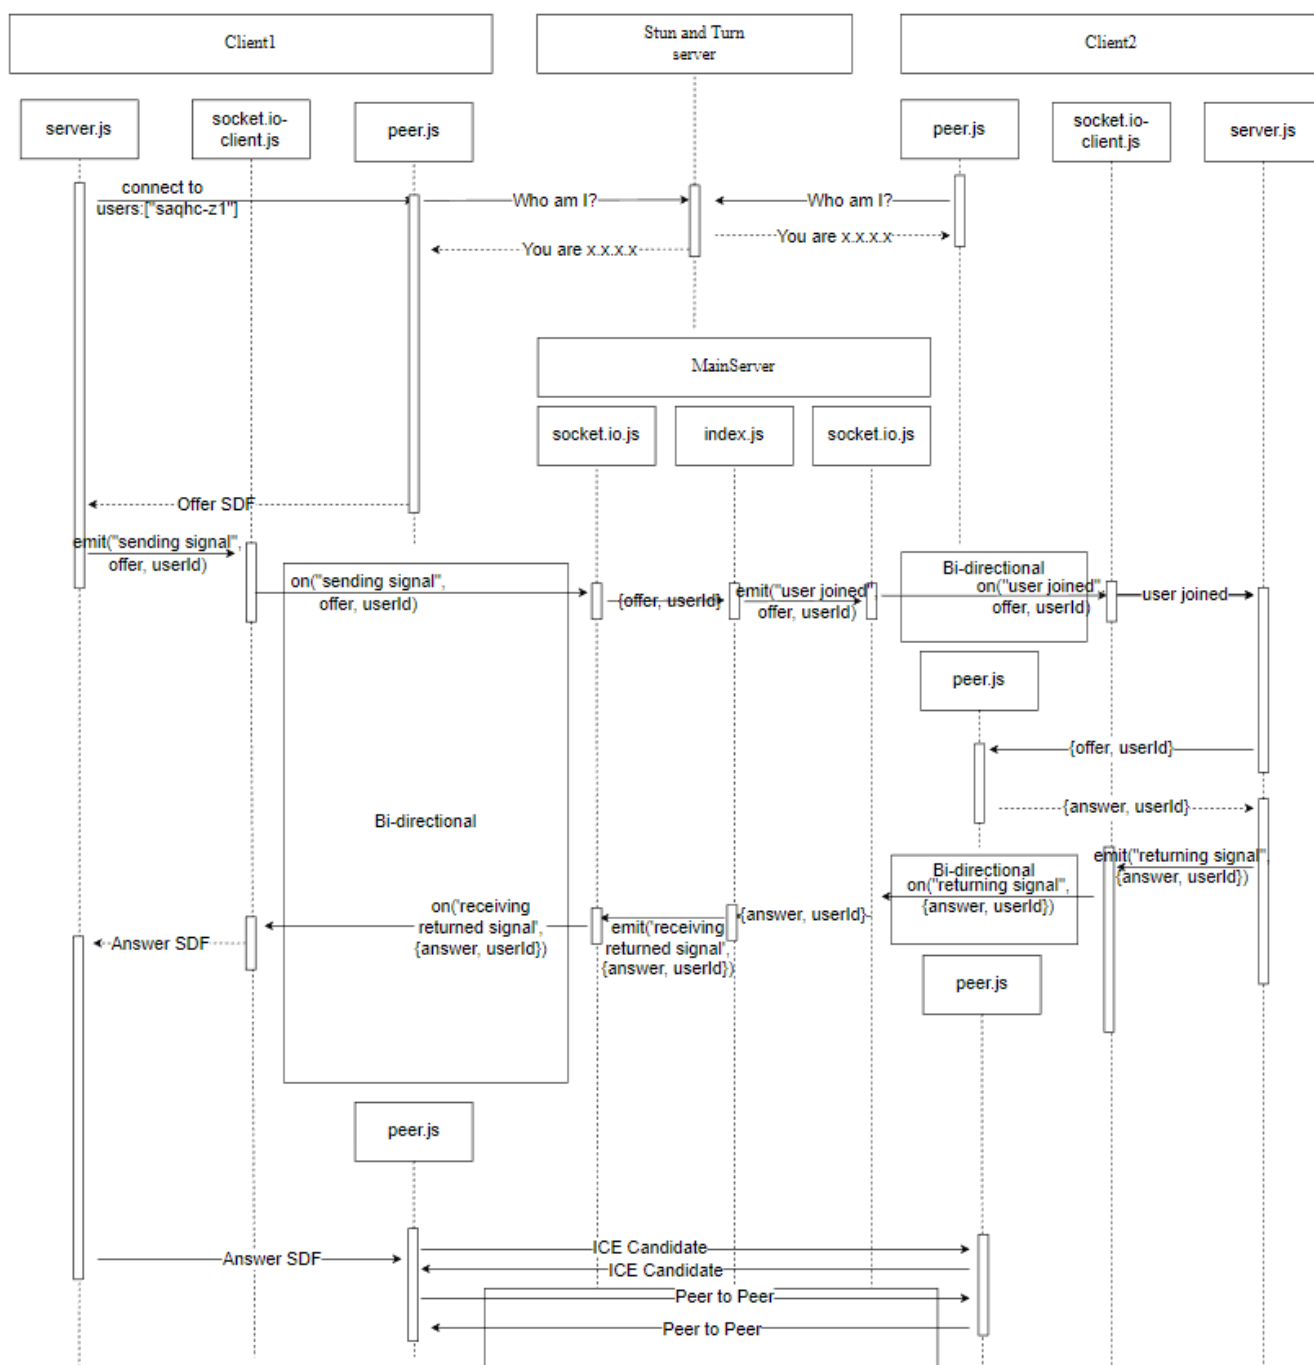 Client1
Stun and Turn
server
Client2
server.js
socket.io-
client.js
peer.js
peer.js
socket.io-
client.js
server.js
connect to
users:["saqhc-z1"]
Who am I?
Who am I?
You are x.x.x.x
You are x.x.x.x
MainServer
socket.io.js
index.js
socket.io.js
Offer SDF
emit("sending signal",
offer, userId)
on("sending signal",
offer, userId)
{offer, userId}
emit("user joined",
offer, userId)
Bi-directional
on("user joined",
offer, userId)
user joined
peer.js
{offer, userId}
{answer, userId}
Bi-directional
emit("returning signal",
{answer, userId})
Bi-directional
on("returning signal",
{answer, userId})
{answer, userId}
emit('receiving
returned signal',
{answer, userId})
on('receiving
returned signal',
{answer, userId})
Answer SDF
peer.js
peer.js
Answer SDF
ICE Candidate
ICE Candidate
Peer to Peer
Peer to Peer